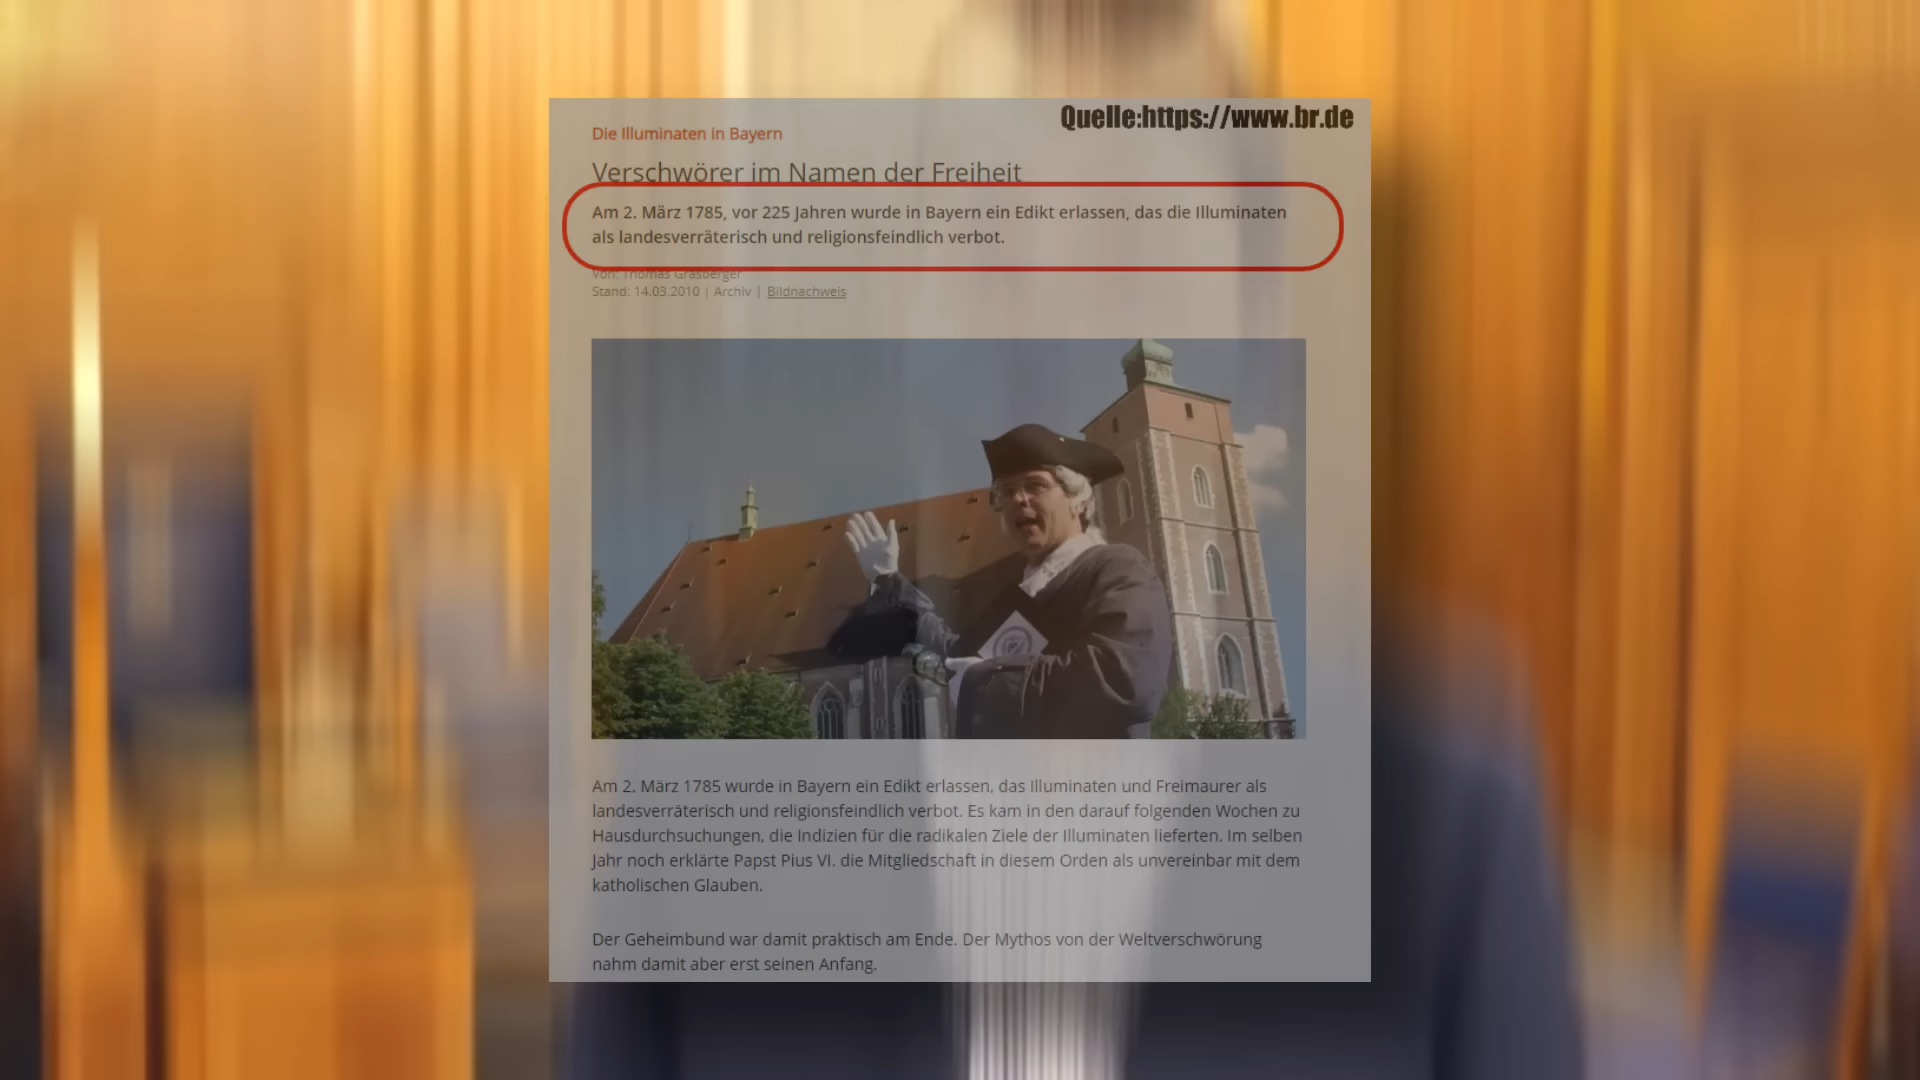 Quelle:https://www.br.de
Die Illuminaten in Bayern
Verschwörer im Namen der Freiheit
Am 2. März 1785, vor 225 Jahren wurde in Bayern ein Edikt erlassen, das die Illuminaten
als landesverräterisch und religionsfeindlich verbot.
Von: Thomas Grasberger
Stand: 14.03.2010 | Archiv | Bildnachweis
Am 2. März 1785 wurde in Bayern ein Edikt erlassen, das Illuminaten und Freimaurer als
landesverräterisch und religionsfeindlich verbot. Es kam in den darauf folgenden Wochen zu
Hausdurchsuchungen, die Indizien für die radikalen Ziele der Illuminaten lieferten. Im selben
Jahr noch erklärte Papst Pius VI. die Mitgliedschaft in diesem Orden als unvereinbar mit dem
katholischen Glauben.
Der Geheimbund war damit praktisch am Ende. Der Mythos von der Weltverschwörung
nahm damit aber erst seinen Anfang.